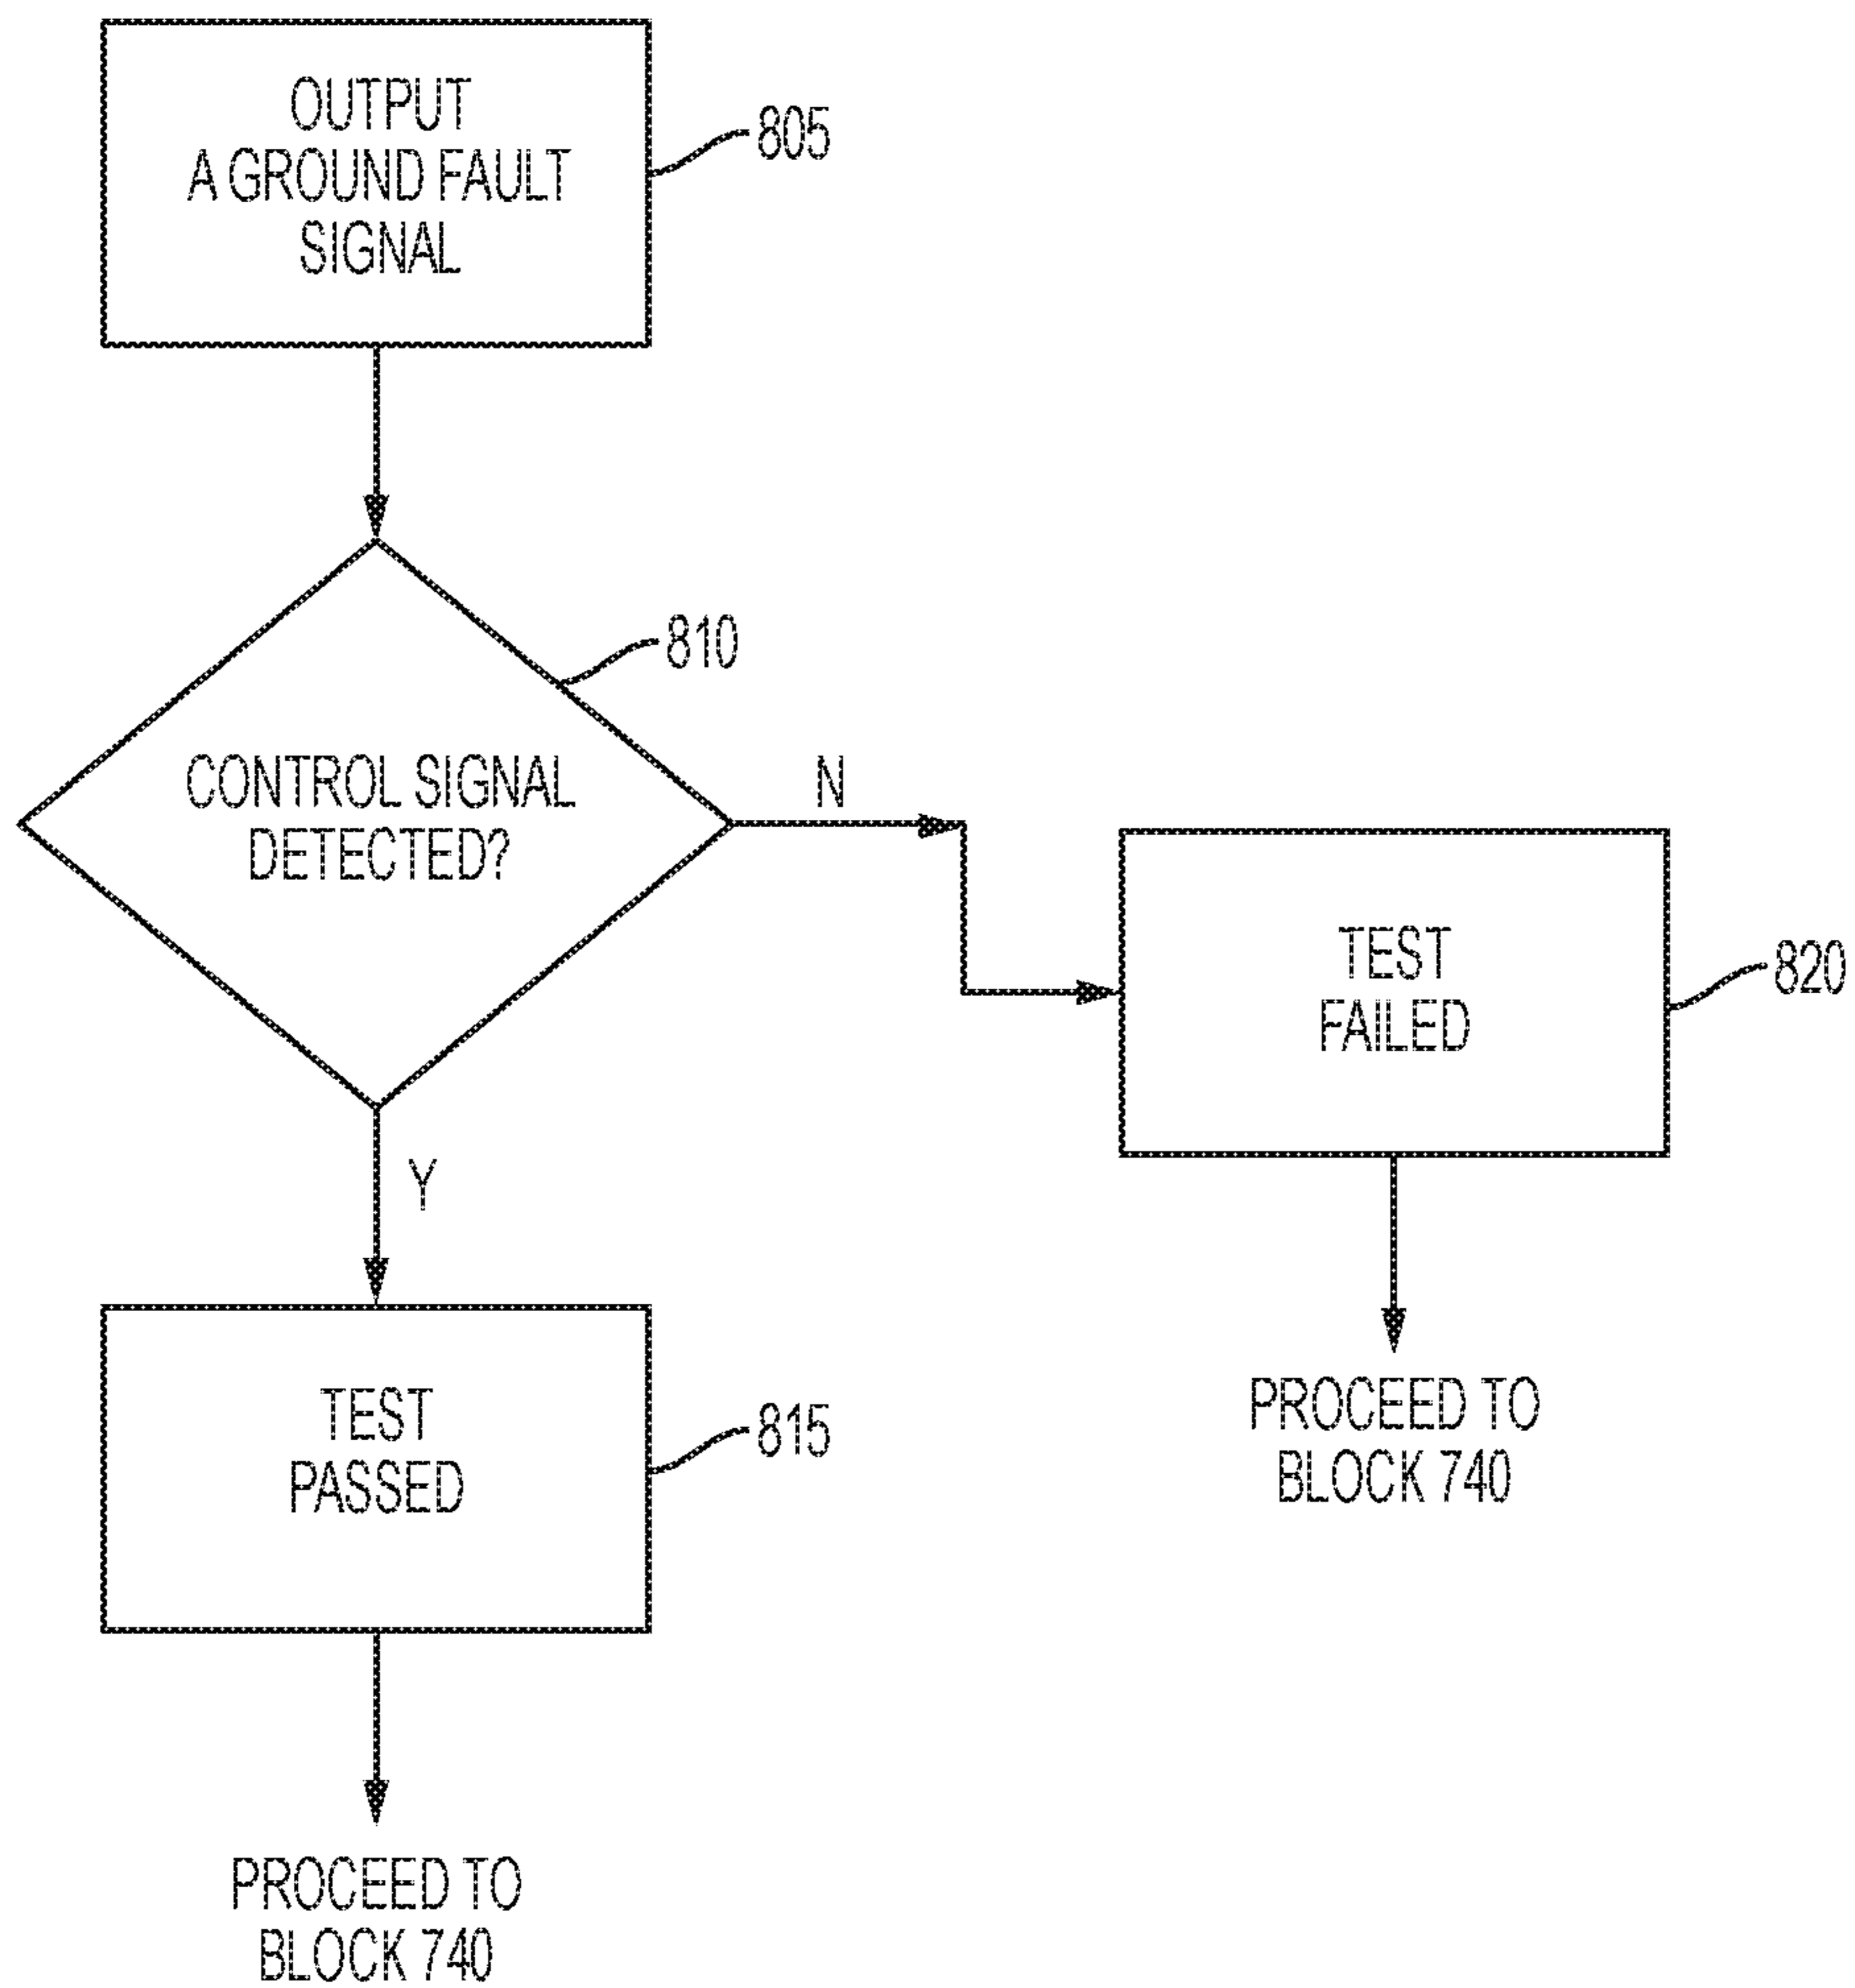 OUTPUT
A GROUND FAULT
SIGNAL
805
810
CONTROL SIGNAL
DETECTED?
N
TEST
FAILED
820
Y
TEST
PASSED
815
PROCEED TO
BLOCK 740
PROCEED TO
BLOCK 740